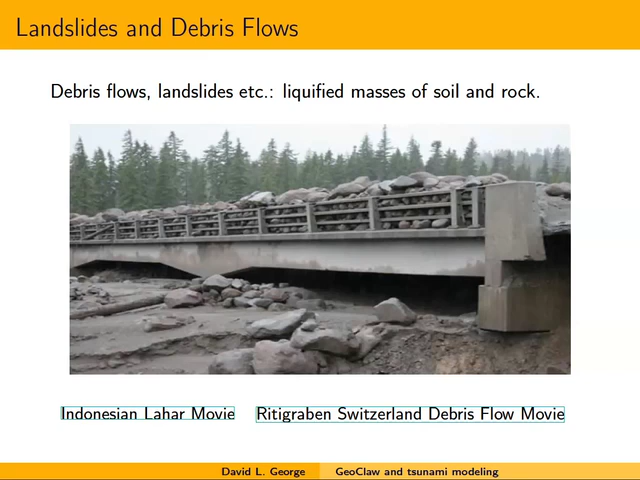 Landslides and Debris Flows
Debris flows, landslides etc.: liquified masses of soil and rock.
Indonesian Lahar Movie Ritigraben Switzerland Debris Flow Movie
David L. George GeoClaw and tsunami modeling